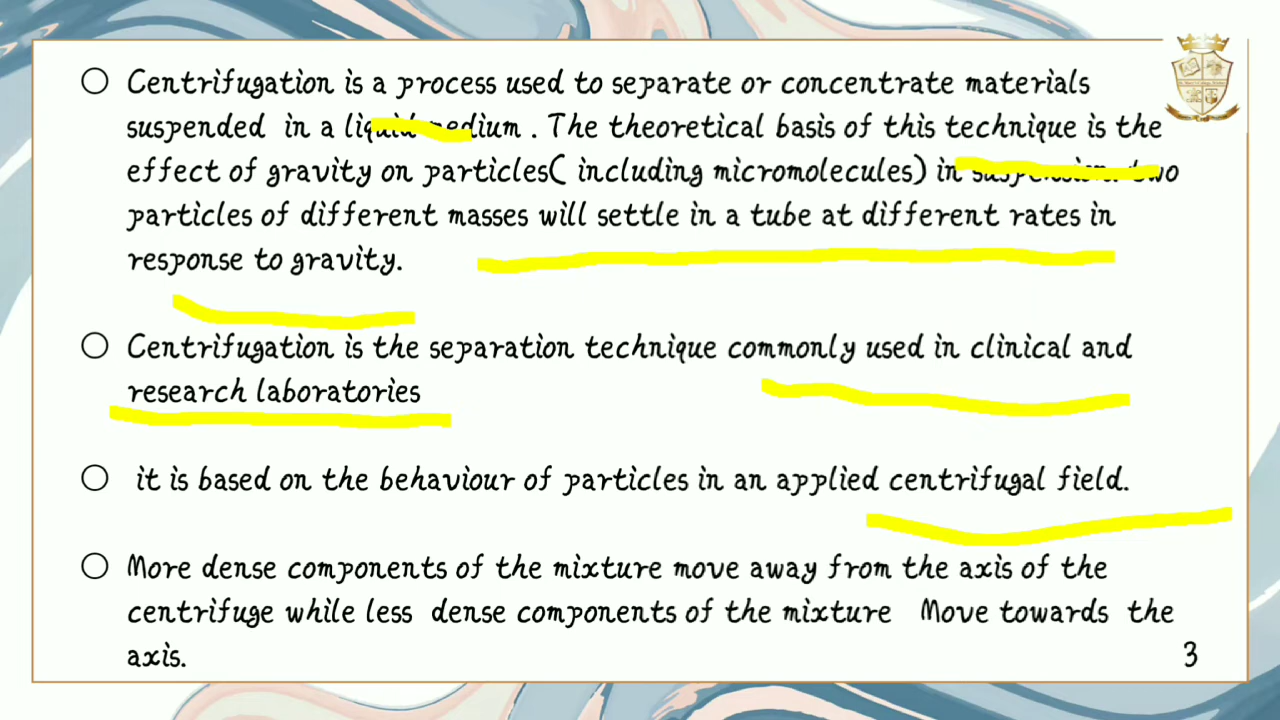 Centrifugation is a process used to separate or concentrate materials
suspended in a liquid medium . The theoretical basis of this technique is the
effect of gravity on particles( including micromolecules) in suspension. two
particles of different masses will settle in a tube at different rates in
response to gravity.
Centrifugation is the separation technique commonly used in clinical and
research laboratories
it is based on the behaviour of particles in an applied centrifugal field.
More dense components of the mixture move away from the axis of the
centrifuge while less dense components of the mixture Move towards the
axis.
3